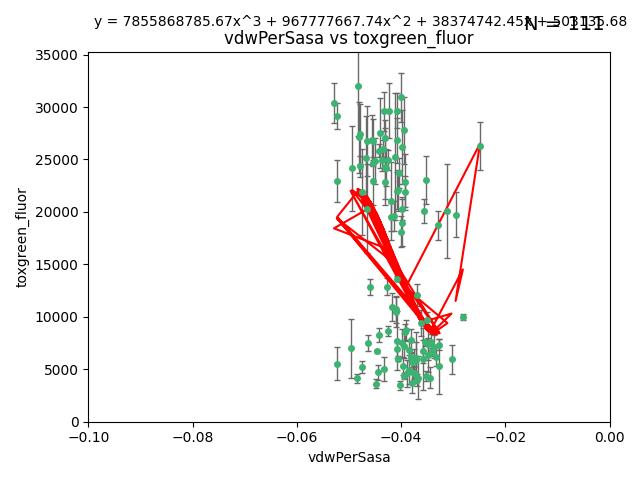 y = 7855868785.67x^3 + 967777667.74x^2 + 38374742.45x + 503135.68
N = 111
vdwPerSasa vs toxgreen_fluor
35000
30000
25000
20000
15000
10000
5000
0
toxgreen_fluor
−0.10 −0.08 −0.06 −0.04 −0.02 0.00
vdwPerSasa